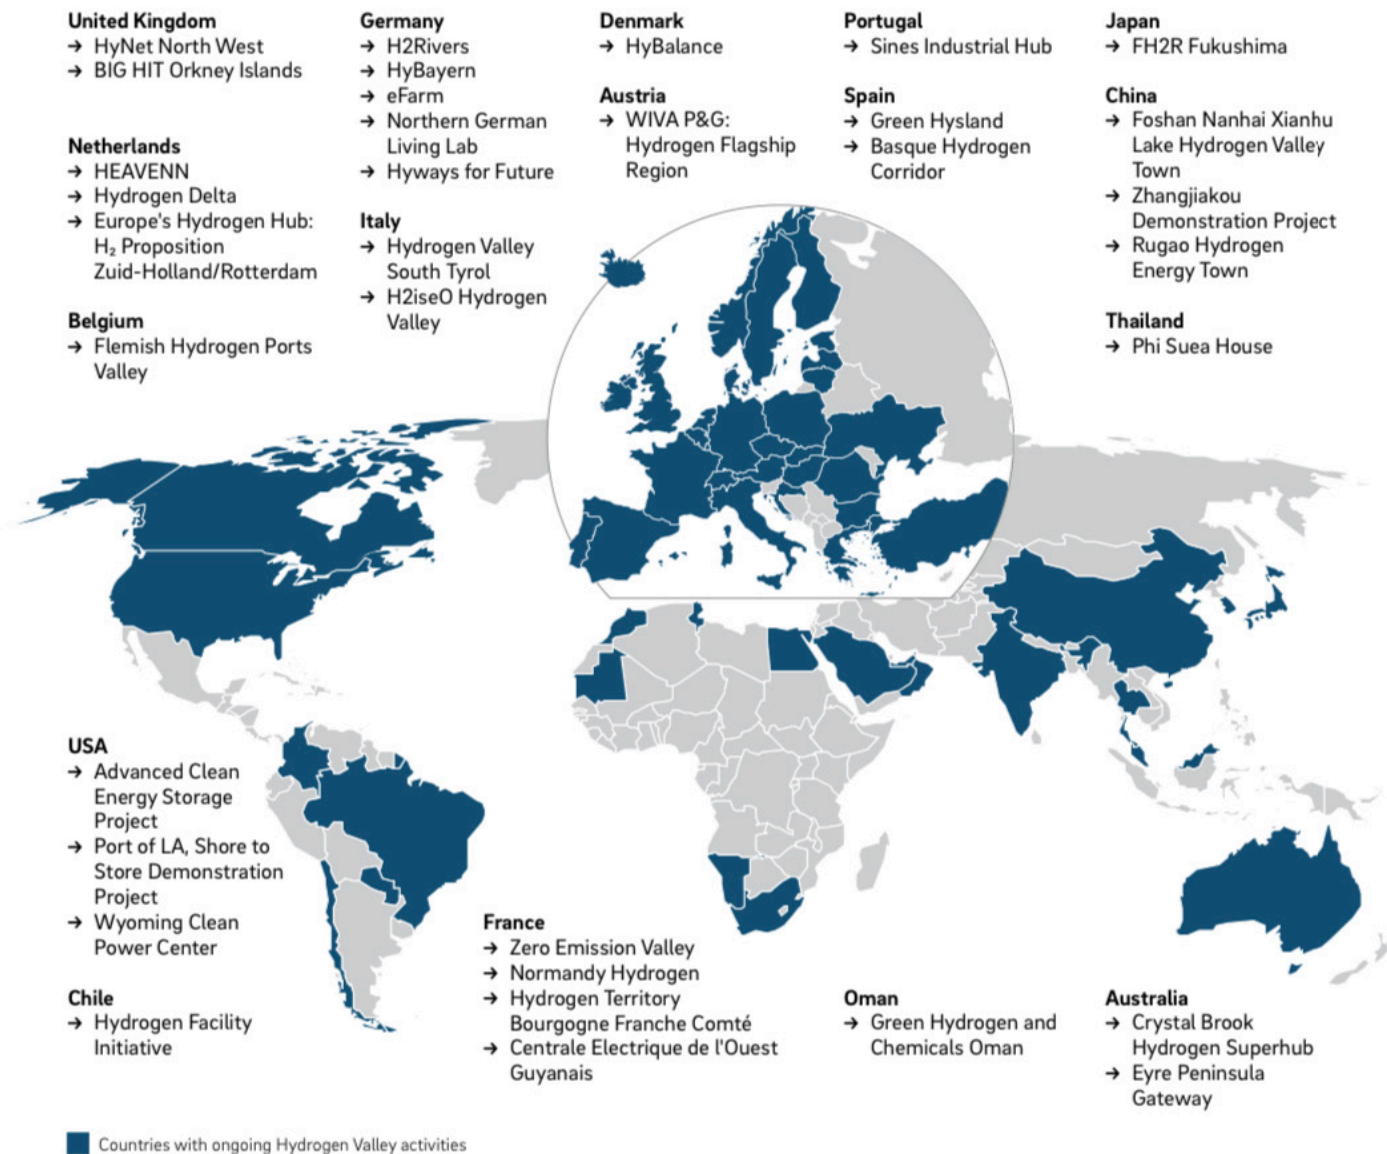 United Kingdom
→ HyNet North West
→ BIG HIT Orkney Islands
Netherlands
→ HEAVENN
→ Hydrogen Delta
→ Europe's Hydrogen Hub:
H₂ Proposition
Zuid-Holland/Rotterdam
Belgium
→ Flemish Hydrogen Ports
Valley
Germany
→ H2Rivers
→ HyBayern
→ eFarm
→ Northern German
Living Lab
→ Hyways for Future
Italy
→ Hydrogen Valley
South Tyrol
→ H2iseO Hydrogen
Valley
Denmark
→ HyBalance
Austria
→ WIVA P&G:
Hydrogen Flagship
Region
Portugal
→ Sines Industrial Hub
Spain
→ Green Hysland
→ Basque Hydrogen
Corridor
Japan
→ FH2R Fukushima
China
→ Foshan Nanhai Xianhu
Lake Hydrogen Valley
Town
→ Zhangjiakou
Demonstration Project
→ Rugao Hydrogen
Energy Town
Thailand
→ Phi Suea House
USA
→ Advanced Clean
Energy Storage
Project
→ Port of LA, Shore to
Store Demonstration
Project
→ Wyoming Clean
Power Center
Chile
→ Hydrogen Facility
Initiative
France
→ Zero Emission Valley
→ Normandy Hydrogen
→ Hydrogen Territory
Bourgogne Franche Comté
→ Centrale Electrique de l'Ouest
Guyanais
Oman
→ Green Hydrogen and
Chemicals Oman
Australia
→ Crystal Brook
Hydrogen Superhub
→ Eyre Peninsula
Gateway
Countries with ongoing Hydrogen Valley activities